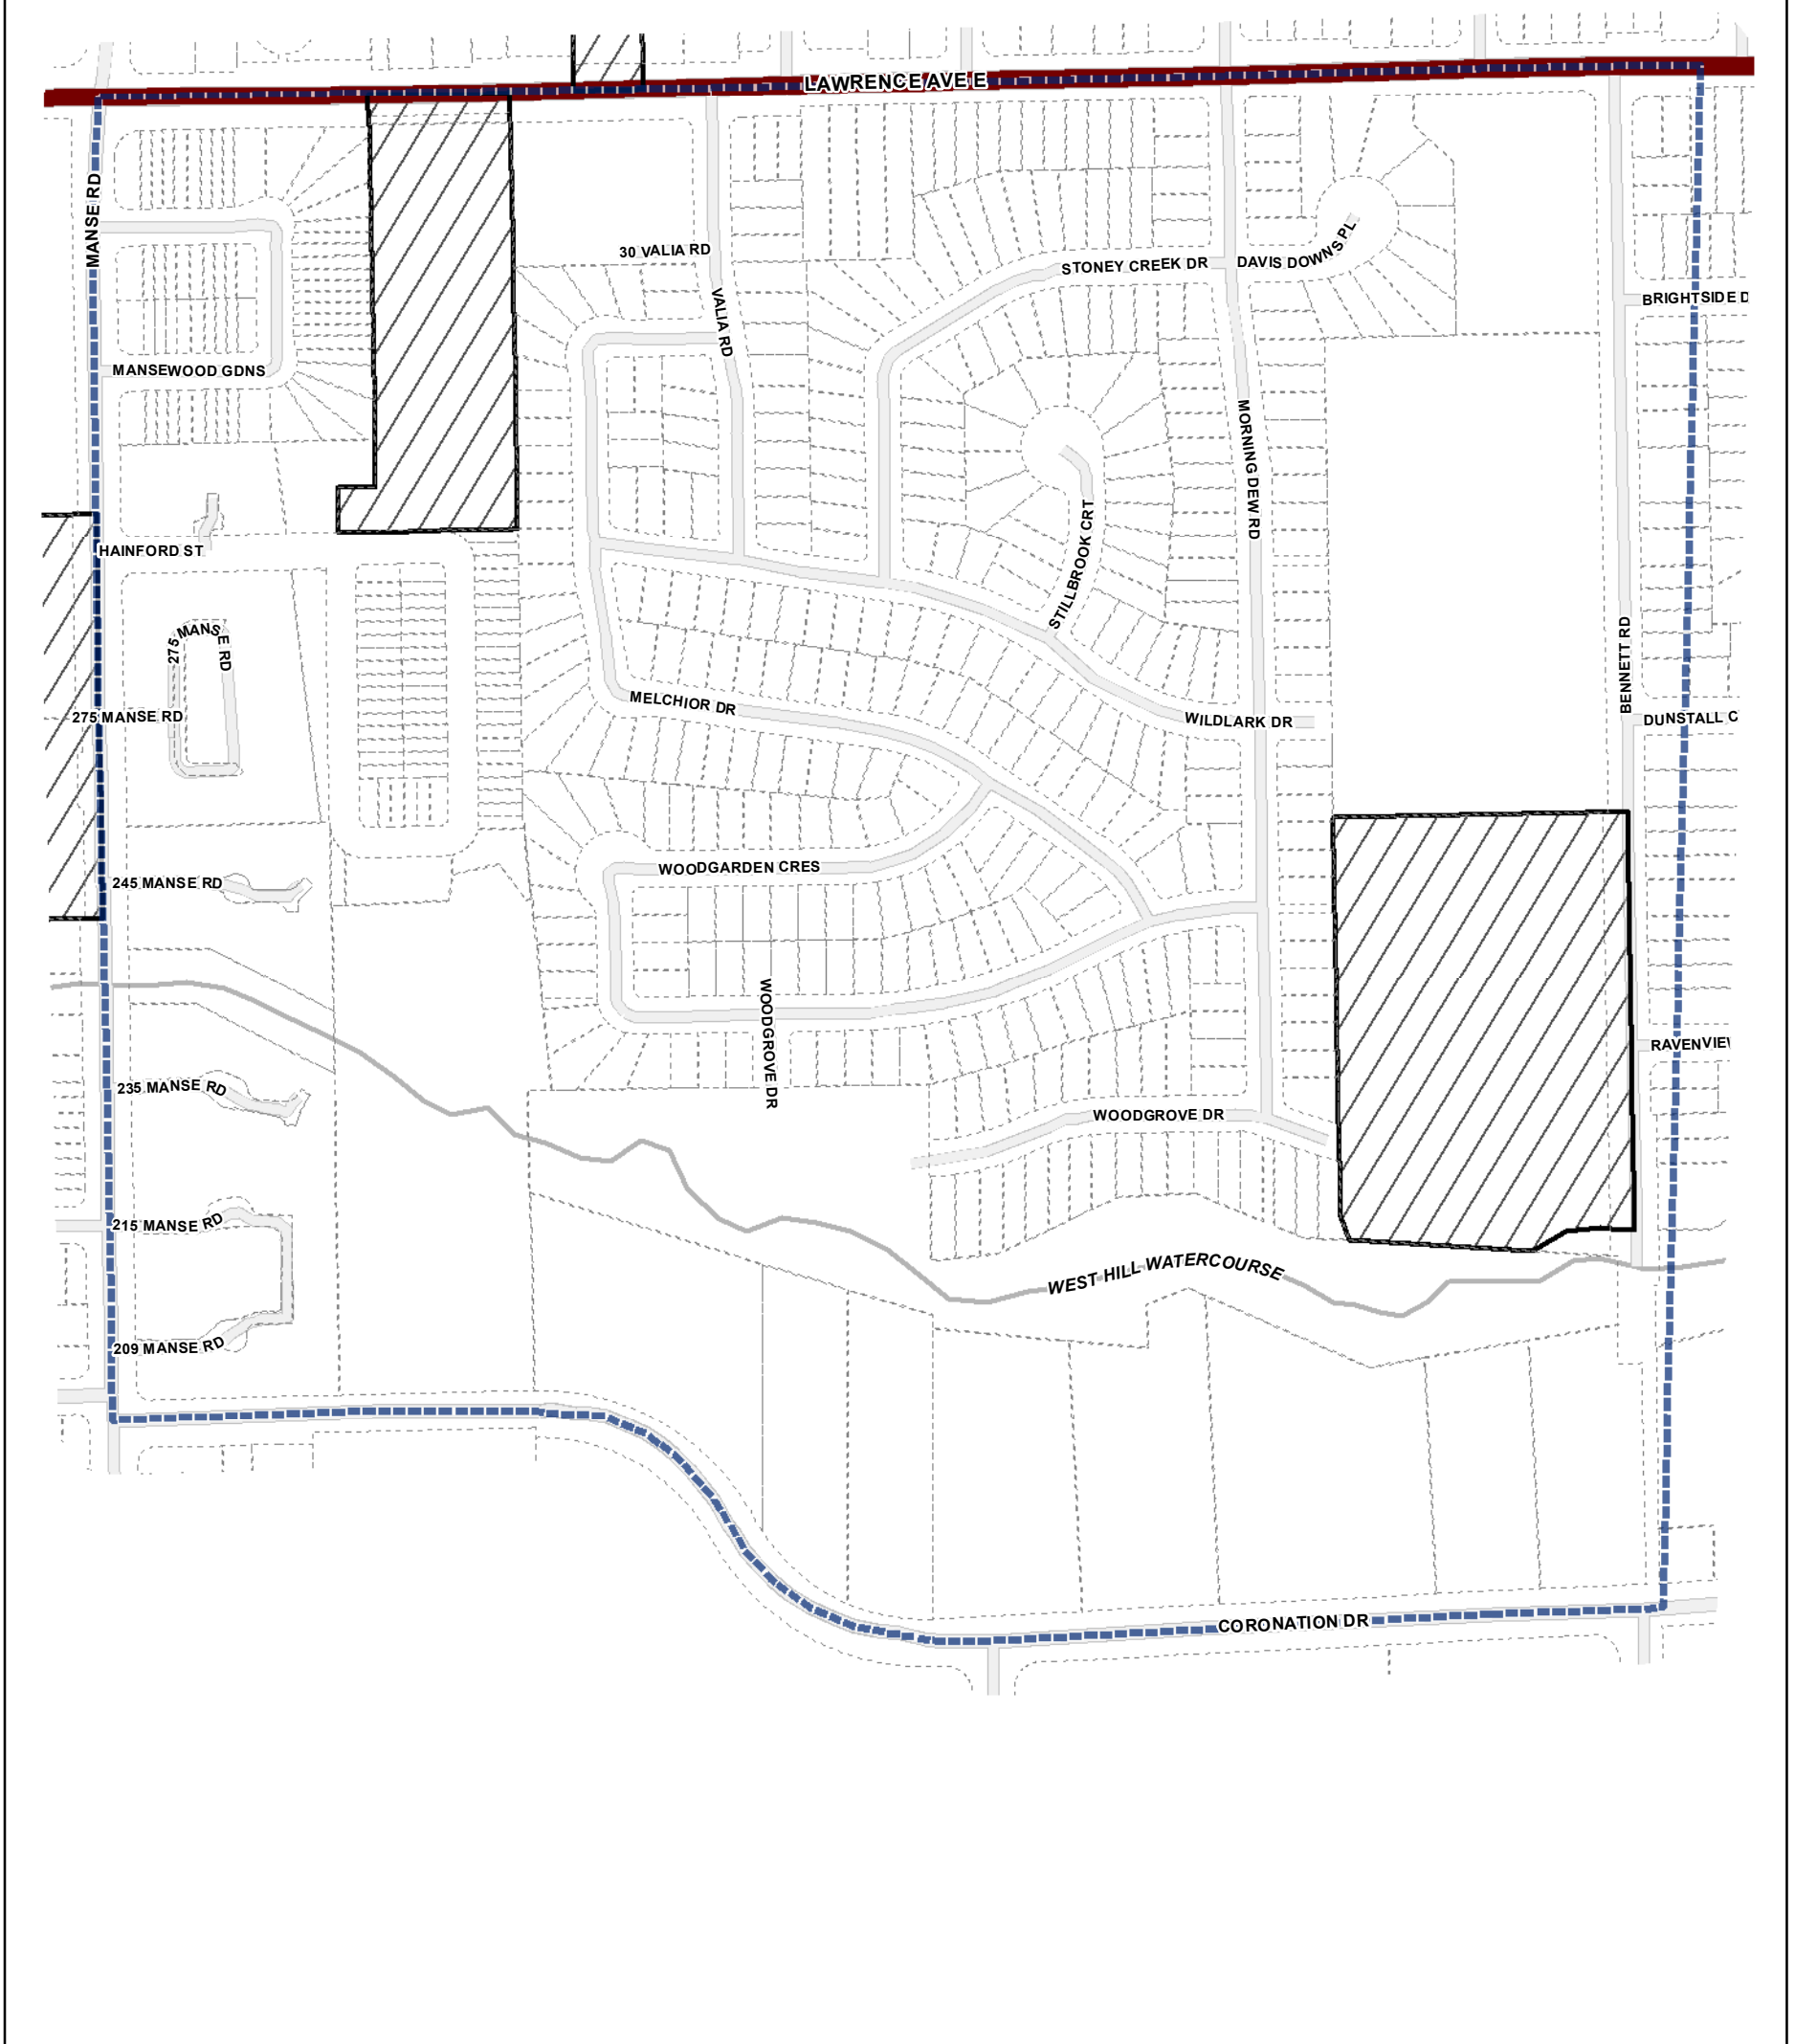 LAWRENCE AVE E
MANSE RD
30 VALIA RD
VALIA RD
STONEY CREEK DR
DAVIS DOWNS PL
BRIGHTSIDE D
MANSEWOOD GDNS
MORNING DEW RD
STILLBROOK CRT
HAINFORD ST
275 MANSE RD
BENNETT RD
275 MANSE RD
MELCHIOR DR
WILDLARK DR
DUNSTALL C
WOODGARDEN CRES
245 MANSE RD
WOODGROVE DR
RAVENVIEW
235 MANSE RD
WOODGROVE DR
215 MANSE RD
WEST HILL WATERCOURSE
209 MANSE RD
CORONATION DR